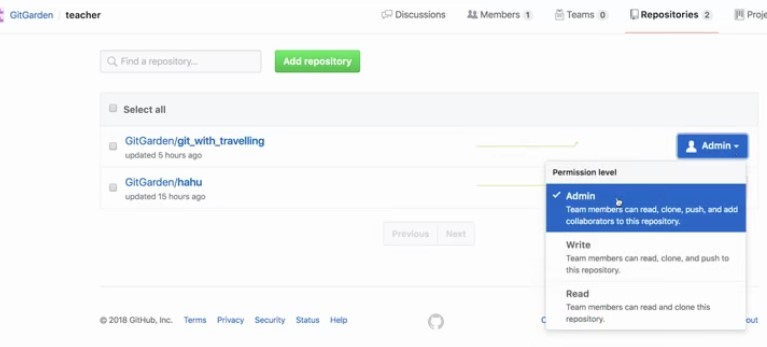 GitGarden / teacher
Discussions Members 1 Teams 0 Repositories 2
Find a repository... Add repository
Select all
GitGarden/git_with_travelling
updated 5 hours ago
Admin
GitGarden/hahu
updated 15 hours ago
Permission level
Admin
Team members can read, clone, push, and add
collaborators to this repository.
Write
Team members can read, clone, and push to
this repository.
Read
Team members can read and clone this
repository.
Previous Next
© 2018 GitHub, Inc. Terms Privacy Security Status Help